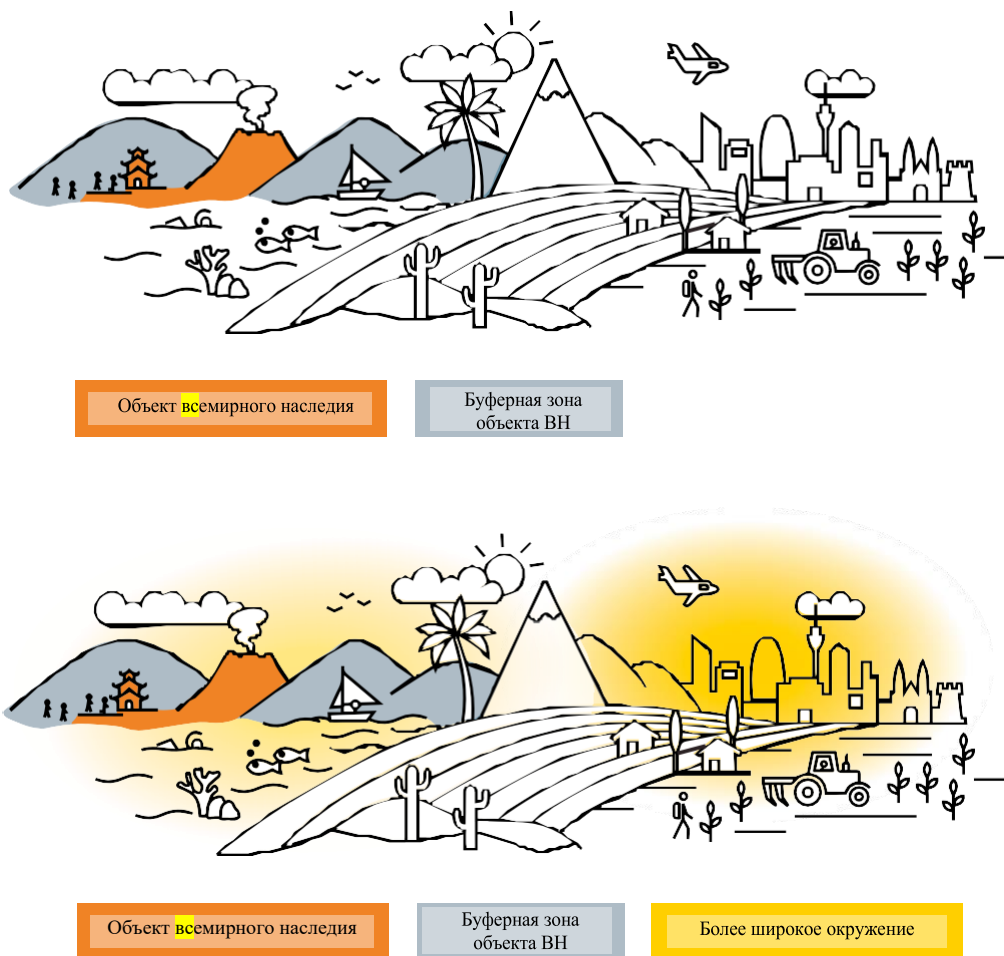 Объект всемирного наследия
Буферная зона
объекта ВН
Объект всемирного наследия
Буферная зона
объекта ВН
Более широкое окружение